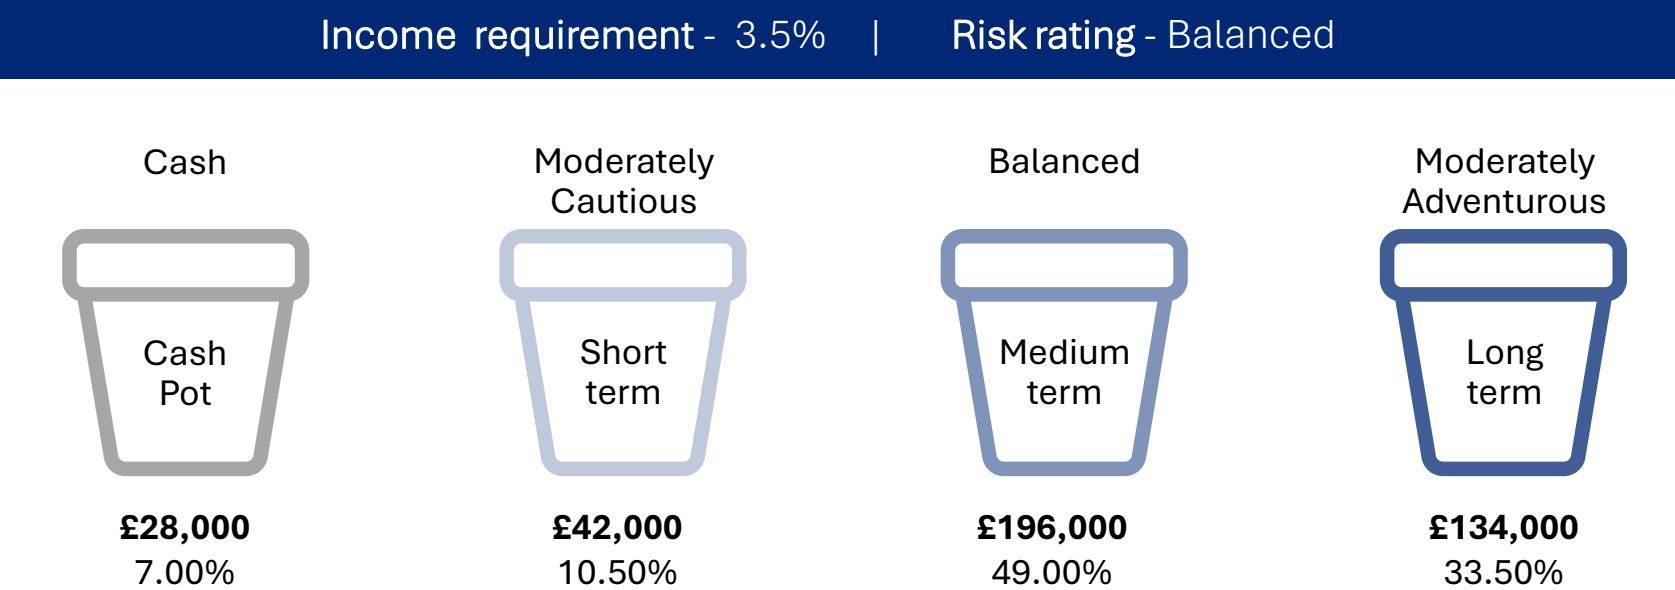 Income requirement - 3.5% | Risk rating - Balanced
Cash
Moderately
Cautious
Balanced
Moderately
Adventurous
Cash
Pot
Short
term
Medium
term
Long
term
£28,000
7.00%
£42,000
10.50%
£196,000
49.00%
£134,000
33.50%